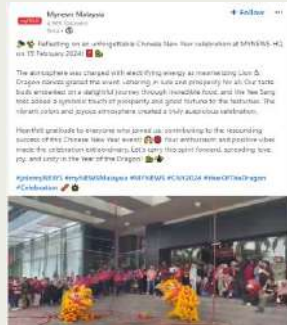 Mynews Malaysia
+ Follow
Reflecting on an unforgettable Chinese New Year celebration at MYNEWS HQ
on 15 February 2024!
The atmosphere was charged with electrifying energy as mesmerizing Lion &
Dragon dances graced the event, ushering in luck and prosperity for all. Our taste
buds embarked on a delightful journey through incredible food, and the Yee Sang
toss added a symbolic touch of prosperity and good fortune to the festivities. The
vibrant colors and joyous atmosphere created a truly auspicious celebration.
Heartfelt gratitude to everyone who joined us, contributing to the resounding
success of this Chinese New Year event! Your enthusiasm and positive vibes
made the celebration extraordinary. Let's carry this spirit forward, spreading love,
joy, and unity in the Year of the Dragon!
#myNEWSMalaysia #MYNEWS #CNY2024 #YearOfTheDragon
#Celebration